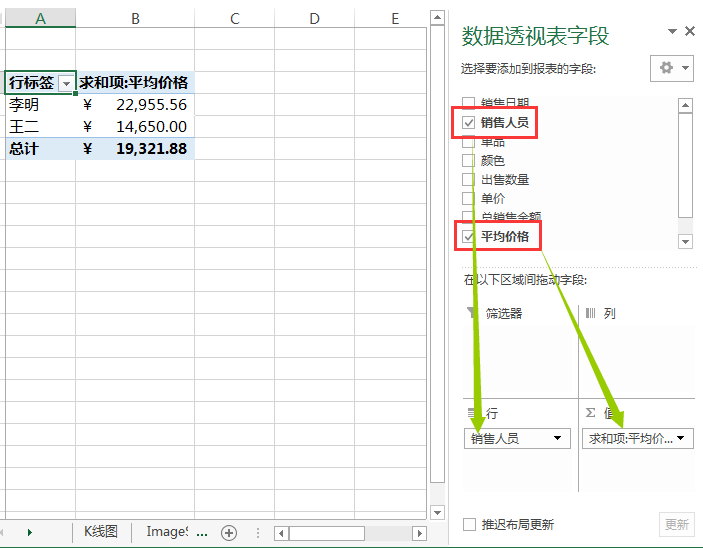 A B C D E
行标签 求和项:平均价格
李明 ¥ 22,955.56
王二 ¥ 14,650.00
总计 ¥ 19,321.88
K线图 ImageS ...
数据透视表字段
选择要添加到报表的字段:
销售日期
销售人员
单品
颜色
出售数量
单价
总销售金额
平均价格
在以下区域间拖动字段:
筛选器 列
行 Σ 值
销售人员 求和项:平均价...
推迟布局更新 更新